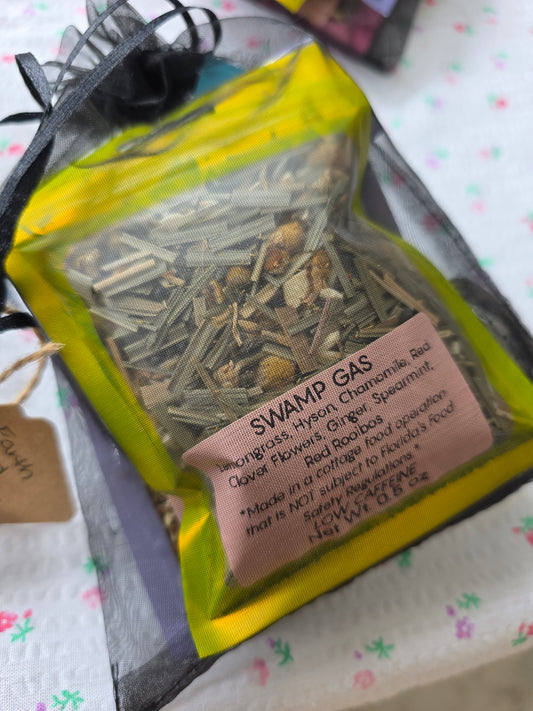 SWAMP GAS
Lemongrass, Hyson, Chamomile, Red
Clover Flowers, Ginger, Spearmint,
Red Rooibos
*Made in a cottage food operation
that is NOT subject to Florida's Food
Safety Regulations.*
LOW CAFFEINE
Net Wt. 0.5 oz
Earth